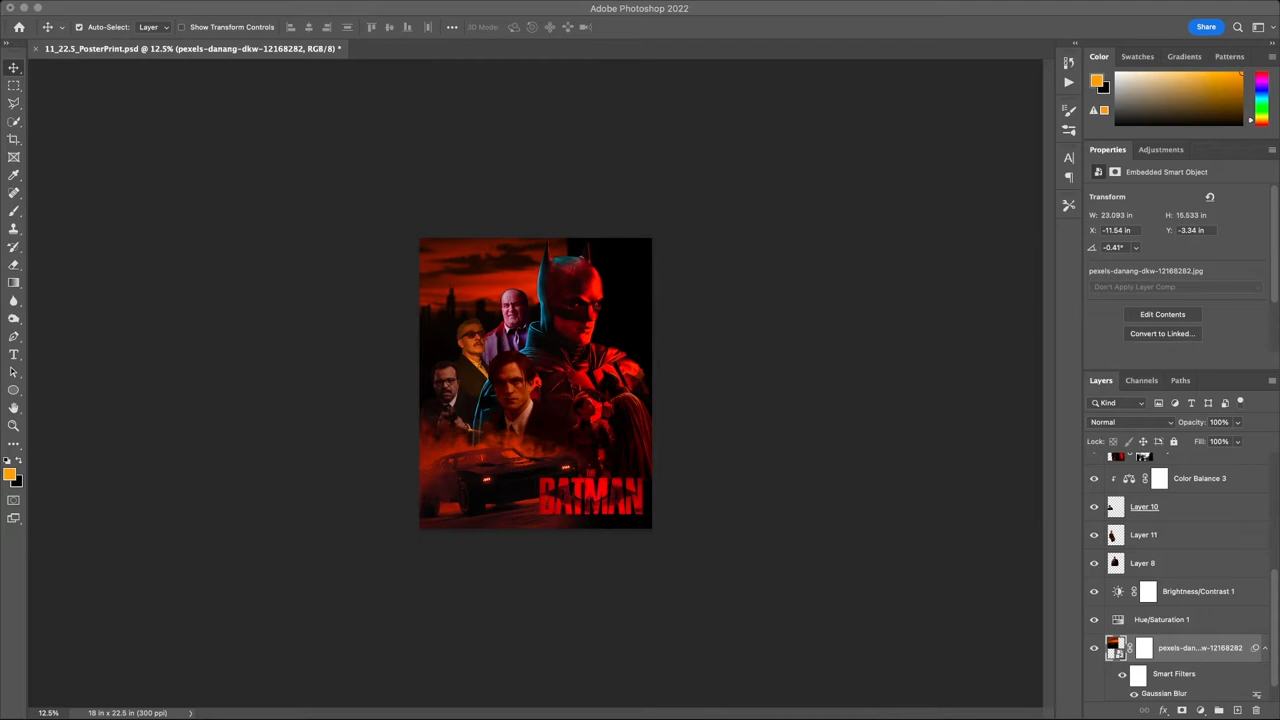 Adobe Photoshop 2022
Auto-Select: Layer Show Transform Controls 3D Mode: Share
11_22.5_PosterPrint.psd @ 12.5% (pexels-danang-dkw-12168282, RGB/8) *
Color Swatches Gradients Patterns
Properties Adjustments
Embedded Smart Object
Transform
W: 23.093 in H: 15.533 in
X: -11.54 in Y: -3.34 in
-0.41°
pexels-danang-dkw-12168282.jpg
Don't Apply Layer Comp
Edit Contents
Convert to Linked...
Layers Channels Paths
Kind
Normal Opacity: 100%
Lock: Fill: 100%
Color Balance 3
Layer 10
Layer 11
Layer 8
Brightness/Contrast 1
Hue/Saturation 1
pexels-dan...w-12168282
Smart Filters
Gaussian Blur
THE
BATMAN
12.5% 18 in x 22.5 in (300 ppi)